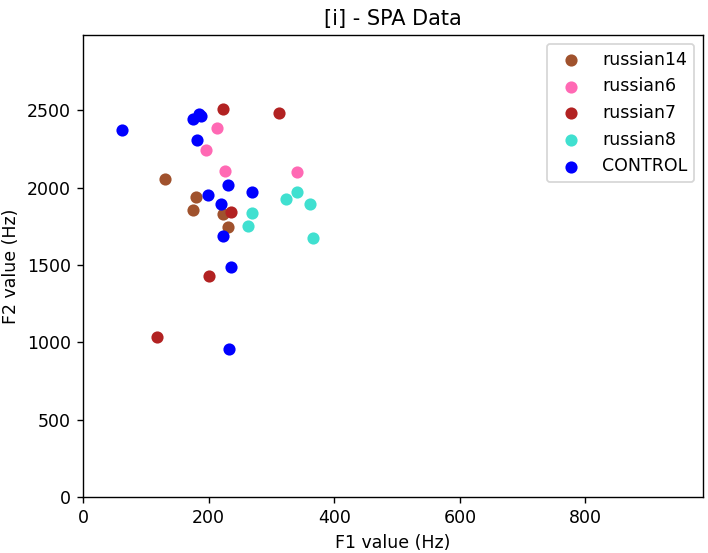 [i] - SPA Data
russian14
russian6
russian7
russian8
CONTROL
2500
2000
1500
1000
500
0
F2 value (Hz)
0 200 400 600 800
F1 value (Hz)